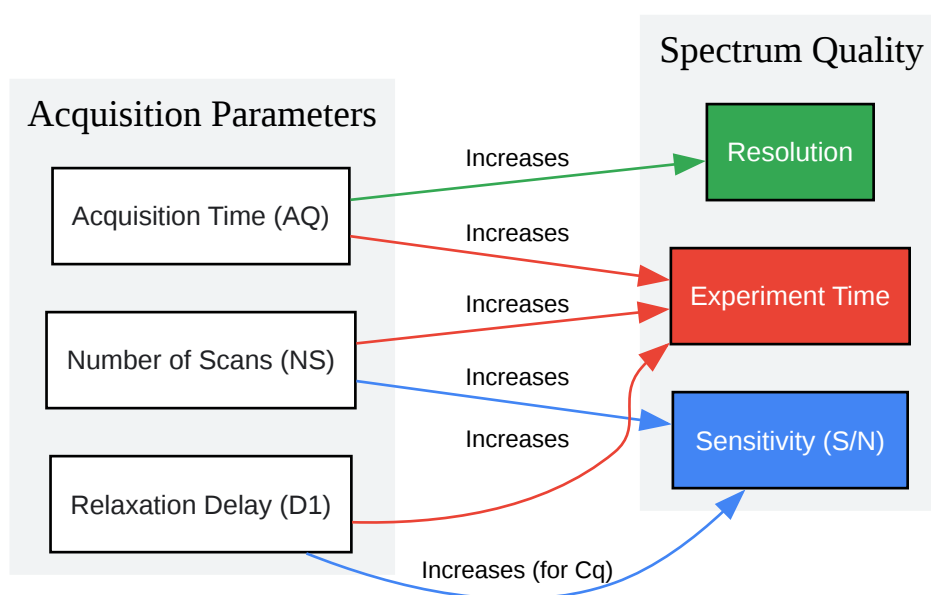 Spectrum Quality
Acquisition Parameters
Increases
Resolution
Acquisition Time (AQ)
Increases
Experiment Time
Increases
Number of Scans (NS)
Increases
Increases
Sensitivity (S/N)
Relaxation Delay (D1)
Increases (for Cq)